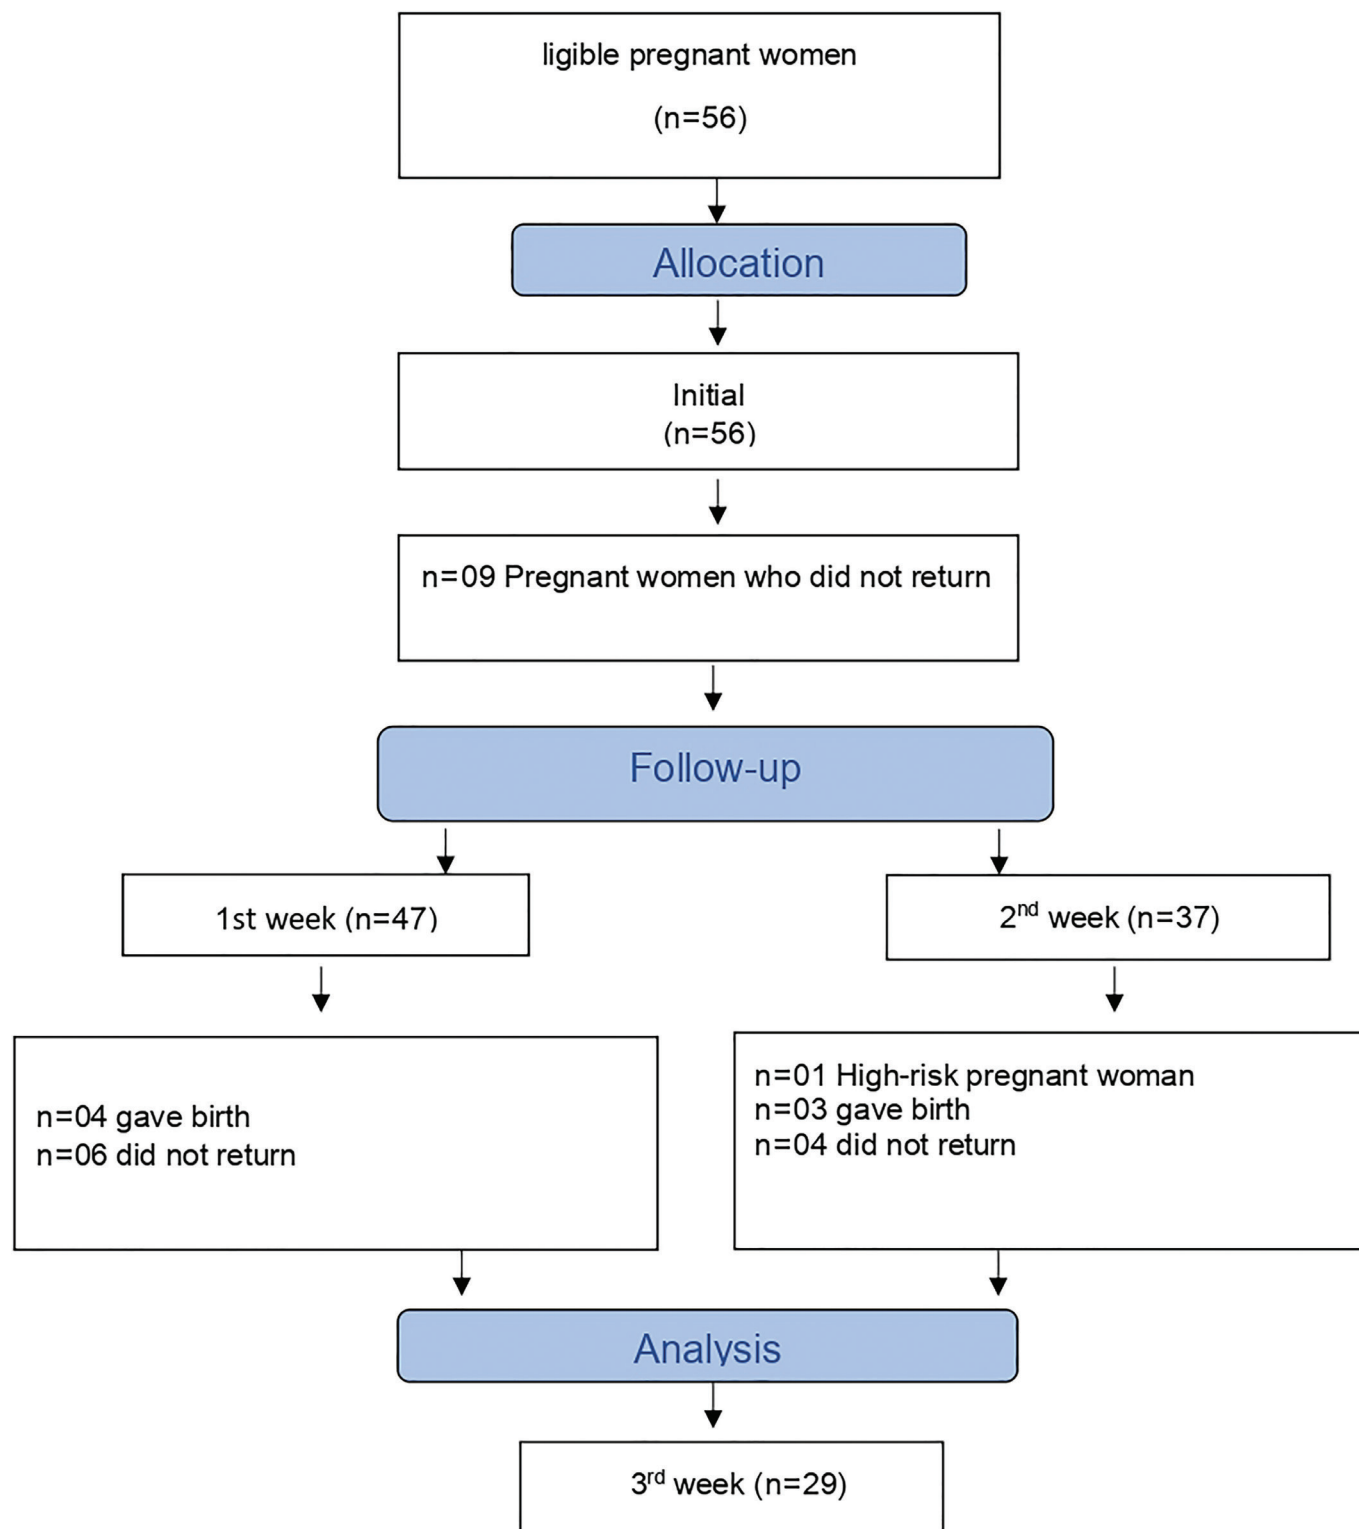 ligible pregnant women
(n=56)
Allocation
Initial
(n=56)
n=09 Pregnant women who did not return
Follow-up
1st week (n=47)
2nd week (n=37)
n=04 gave birth
n=06 did not return
n=01 High-risk pregnant woman
n=03 gave birth
n=04 did not return
Analysis
3rd week (n=29)